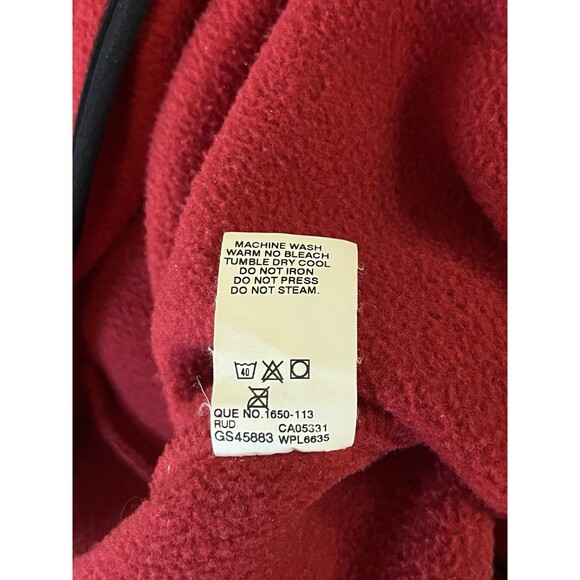 MACHINE WASH
WARM NO BLEACH
TUMBLE DRY COOL
DO NOT IRON
DO NOT PRESS
DO NOT STEAM.
40
QUE NO.1650-113
RUD CA05331
GS45883 WPL6635